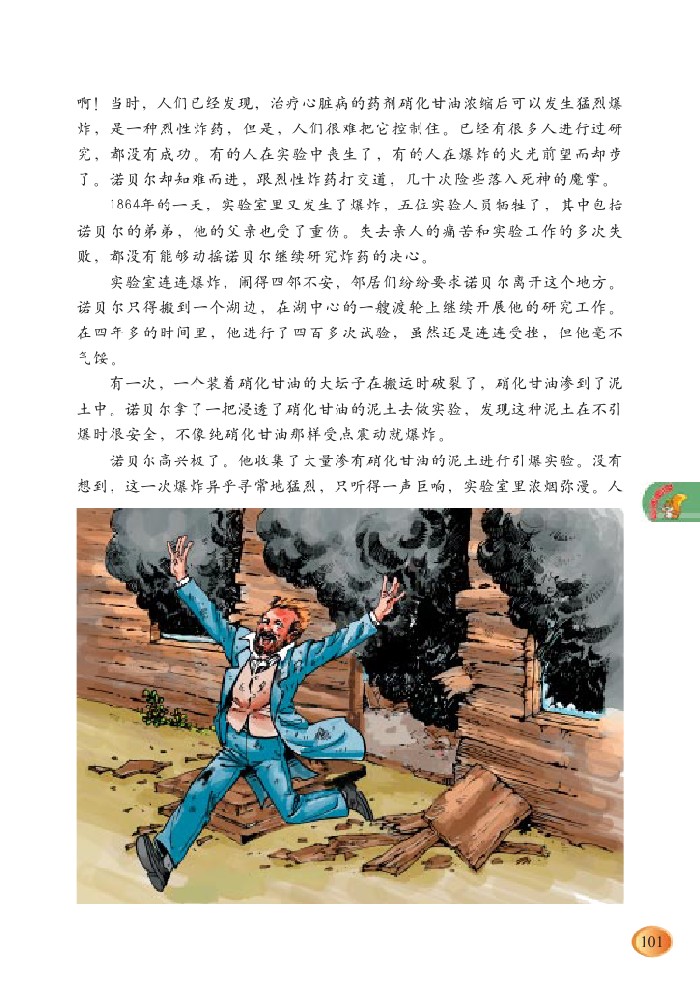 啊！当时，人们已经发现，治疗心脏病的药剂硝化甘油浓缩后可以发生猛烈爆
炸，是一种烈性炸药，但是，人们很难把它控制住。已经有很多人进行过研
究，都没有成功。有的人在实验中丧生了，有的人在爆炸的火光前望而却步
了。诺贝尔却知难而进，跟烈性炸药打交道，几十次险些落入死神的魔掌。
1864年的一天，实验室里又发生了爆炸，五位实验人员牺牲了，其中包括
诺贝尔的弟弟，他的父亲也受了重伤。失去亲人的痛苦和实验工作的多次失
败，都没有能够动摇诺贝尔继续研究炸药的决心。
实验室连连爆炸，闹得四邻不安，邻居们纷纷要求诺贝尔离开这个地方。
诺贝尔只得搬到一个湖边，在湖中心的一艘渡轮上继续开展他的研究工作。
在四年多的时间里，他进行了四百多次试验，虽然还是连连受挫，但他毫不
气馁。
有一次，一个装着硝化甘油的大坛子在搬运时破裂了，硝化甘油渗到了泥
土中。诺贝尔拿了一把浸透了硝化甘油的泥土去做实验，发现这种泥土在不引
爆时很安全，不像纯硝化甘油那样受点震动就爆炸。
诺贝尔高兴极了。他收集了大量渗有硝化甘油的泥土进行引爆实验。没有
想到，这一次爆炸异乎寻常地猛烈，只听得一声巨响，实验室里浓烟弥漫。人
101